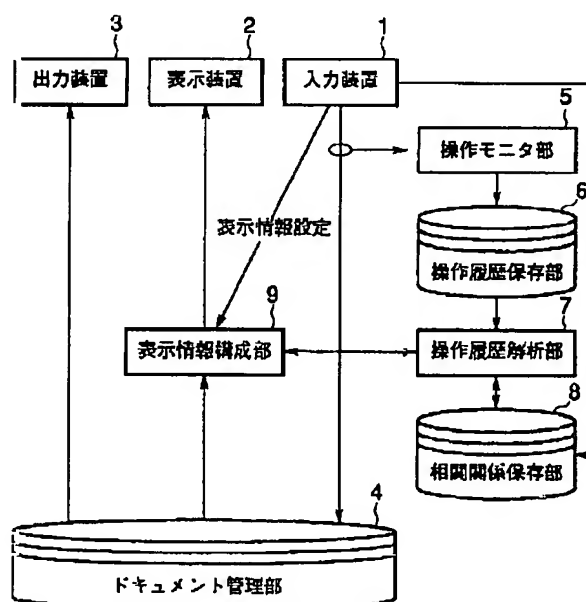 3
2
1
出力装置
表示装置
入力装置
5
操作モニタ部
6
表示情報設定
操作履歴保存部
9
7
表示情報構成部
操作履歴解析部
8
相関関係保存部
4
ドキュメント管理部